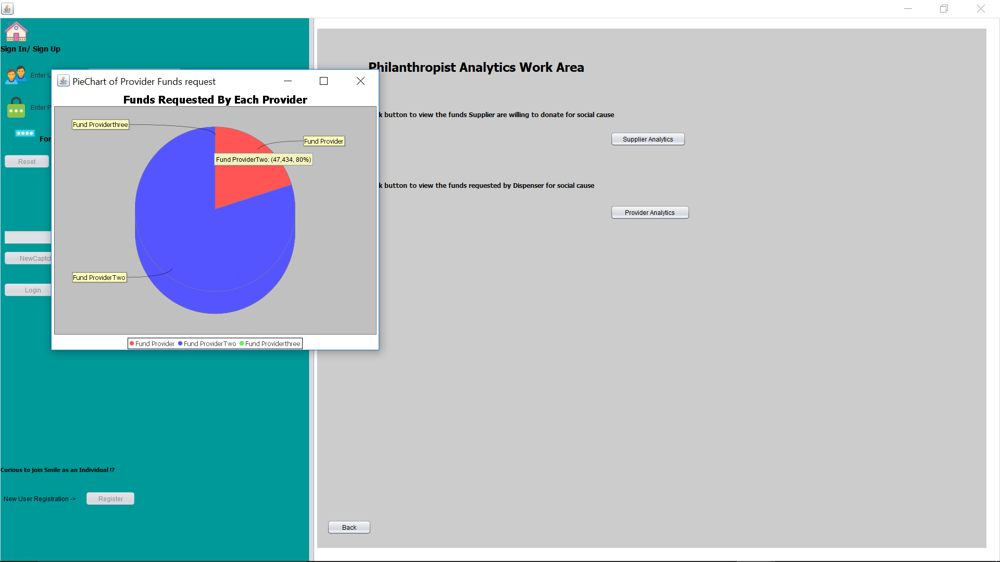 Sign In/ Sign Up
Enter U
Enter P
For
Reset
NewCaptch
Login
Curious to join Smile as an Individual !?
New User Registration ->
Register
PieChart of Provider Funds request
Funds Requested By Each Provider
Fund Providerthree
Fund Provider
Fund ProviderTwo: (47,434, 80%)
Fund ProviderTwo
Fund Provider Fund ProviderTwo Fund Providerthree
Philanthropist Analytics Work Area
k button to view the funds Supplier are willing to donate for social cause
Supplier Analytics
k button to view the funds requested by Dispenser for social cause
Provider Analytics
Back